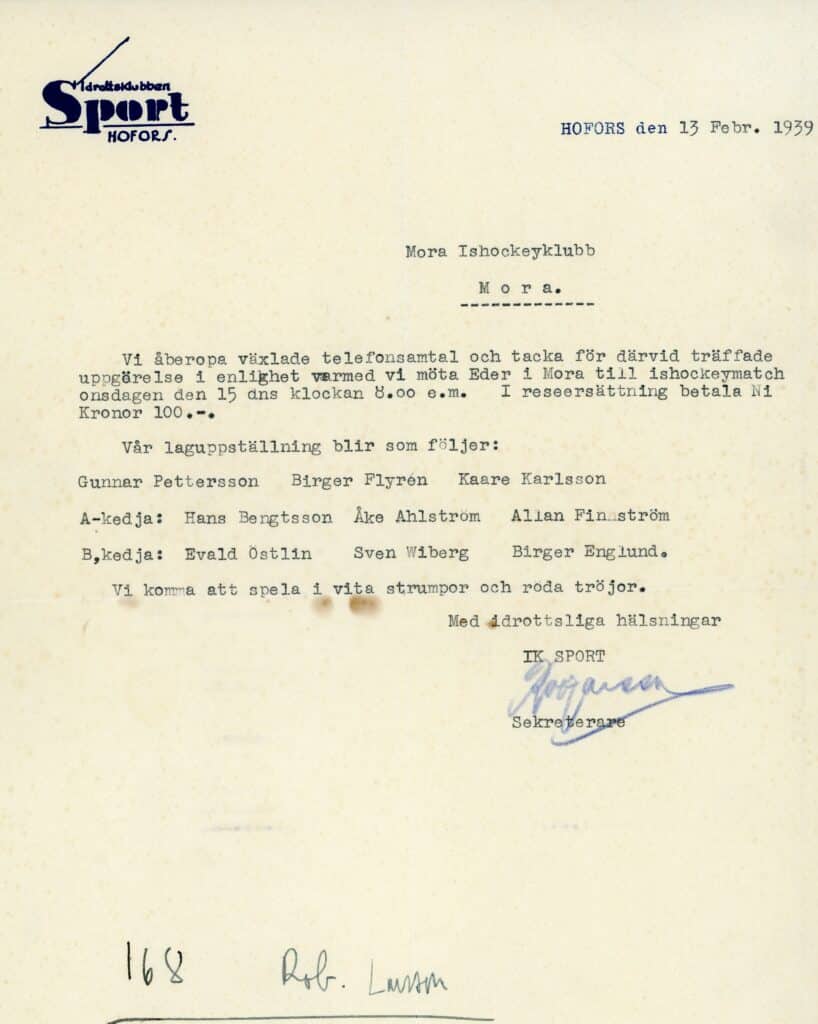 Idrottsklubben
Sport
HOFORS.
HOFORS den 13 Febr. 1939
Mora Ishockeyklubb
M o r a.
Vi åberopa växlade telefonsamtal och tacka för därvid träffade
uppgörelse i enlighet varmed vi möta Eder i Mora till ishockeymatch
onsdagen den 15 dns klockan 8.00 e.m. I reseersättning betala Ni
Kronor 100.-.
Vår laguppställning blir som följer:
Gunnar Pettersson Birger Flyrén Kaare Karlsson
A-kedja: Hans Bengtsson Åke Ahlström Allan Finnström
B,kedja: Evald Östlin Sven Wiberg Birger Englund.
Vi komma att spela i vita strumpor och röda tröjor.
Med idrottsliga hälsningar
IK SPORT
Sekreterare
168 Rob. Larsson